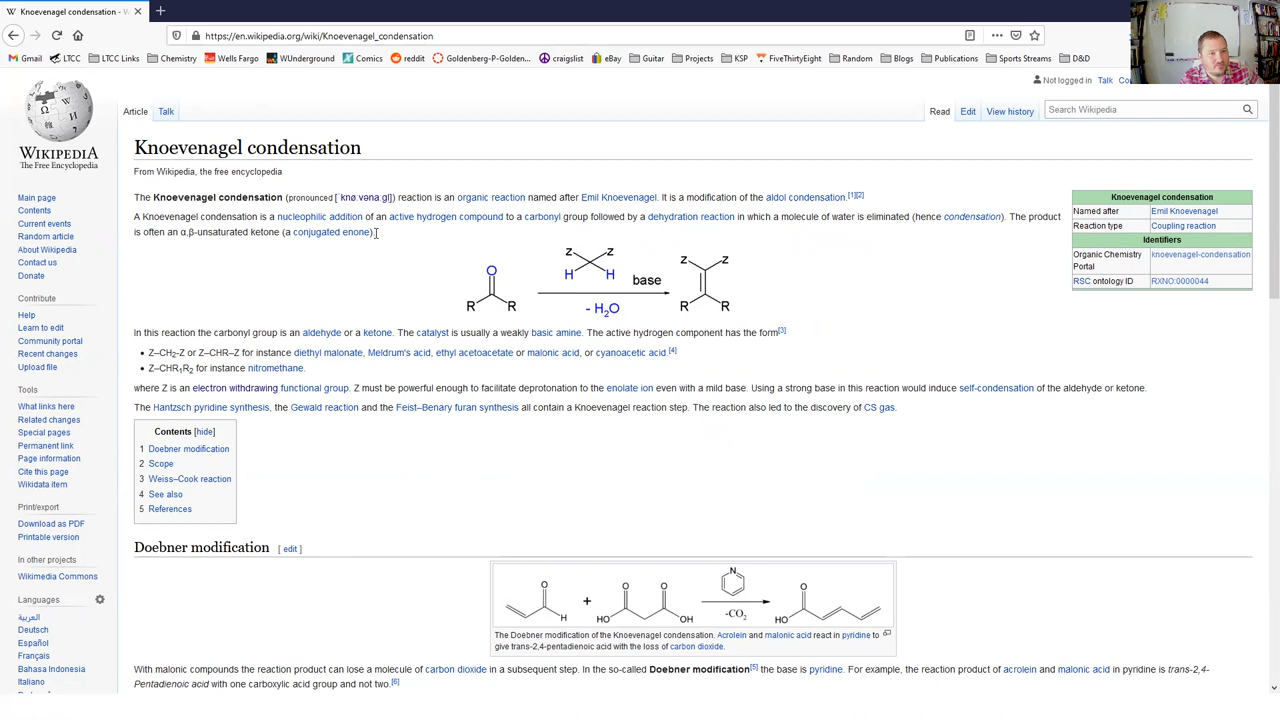 Knoevenagel condensation - W
https://en.wikipedia.org/wiki/Knoevenagel_condensation
Gmail LTCC LTCC Links Chemistry Wells Fargo WUnderground Comics reddit Goldenberg-P-Golden... craigslist eBay Guitar Projects KSP FiveThirtyEight Random Blogs Publications Sports Streams D&D
Not logged in Talk
WIKIPEDIA
The Free Encyclopedia
Article Talk Read Edit View history Search Wikipedia
Knoevenagel condensation
From Wikipedia, the free encyclopedia
The Knoevenagel condensation (pronounced [ˈknøːvənaːɡl̩]) reaction is an organic reaction named after Emil Knoevenagel. It is a modification of the aldol condensation.[1][2]
A Knoevenagel condensation is a nucleophilic addition of an active hydrogen compound to a carbonyl group followed by a dehydration reaction in which a molecule of water is eliminated (hence condensation). The product
is often an α,β-unsaturated ketone (a conjugated enone).
O
R R
Z Z
H H
base
- H2O
Z Z
R R
In this reaction the carbonyl group is an aldehyde or a ketone. The catalyst is usually a weakly basic amine. The active hydrogen component has the form[3]
• Z–CH2-Z or Z–CHR–Z for instance diethyl malonate, Meldrum's acid, ethyl acetoacetate or malonic acid, or cyanoacetic acid.[4]
• Z–CHR1R2 for instance nitromethane.
where Z is an electron withdrawing functional group. Z must be powerful enough to facilitate deprotonation to the enolate ion even with a mild base. Using a strong base in this reaction would induce self-condensation of the aldehyde or ketone.
The Hantzsch pyridine synthesis, the Gewald reaction and the Feist–Benary furan synthesis all contain a Knoevenagel reaction step. The reaction also led to the discovery of CS gas.
Knoevenagel condensation
Named after Emil Knoevenagel
Reaction type Coupling reaction
Identifiers
Organic Chemistry knoevenagel-condensation
Portal
RSC ontology ID RXNO:0000044
Contents [hide]
1 Doebner modification
2 Scope
3 Weiss–Cook reaction
4 See also
5 References
Doebner modification [ edit ]
O
H
+
O O
HO OH
N
-CO2
O
HO
The Doebner modification of the Knoevenagel condensation. Acrolein and malonic acid react in pyridine to
give trans-2,4-pentadienoic acid with the loss of carbon dioxide.
With malonic compounds the reaction product can lose a molecule of carbon dioxide in a subsequent step. In the so-called Doebner modification[5] the base is pyridine. For example, the reaction product of acrolein and malonic acid in pyridine is trans-2,4-
Pentadienoic acid with one carboxylic acid group and not two.[6]
Main page
Contents
Current events
Random article
About Wikipedia
Contact us
Donate
Contribute
Help
Learn to edit
Community portal
Recent changes
Upload file
Tools
What links here
Related changes
Special pages
Permanent link
Page information
Cite this page
Wikidata item
Print/export
Download as PDF
Printable version
In other projects
Wikimedia Commons
Languages
العربية
Deutsch
Español
Français
Bahasa Indonesia
Italiano